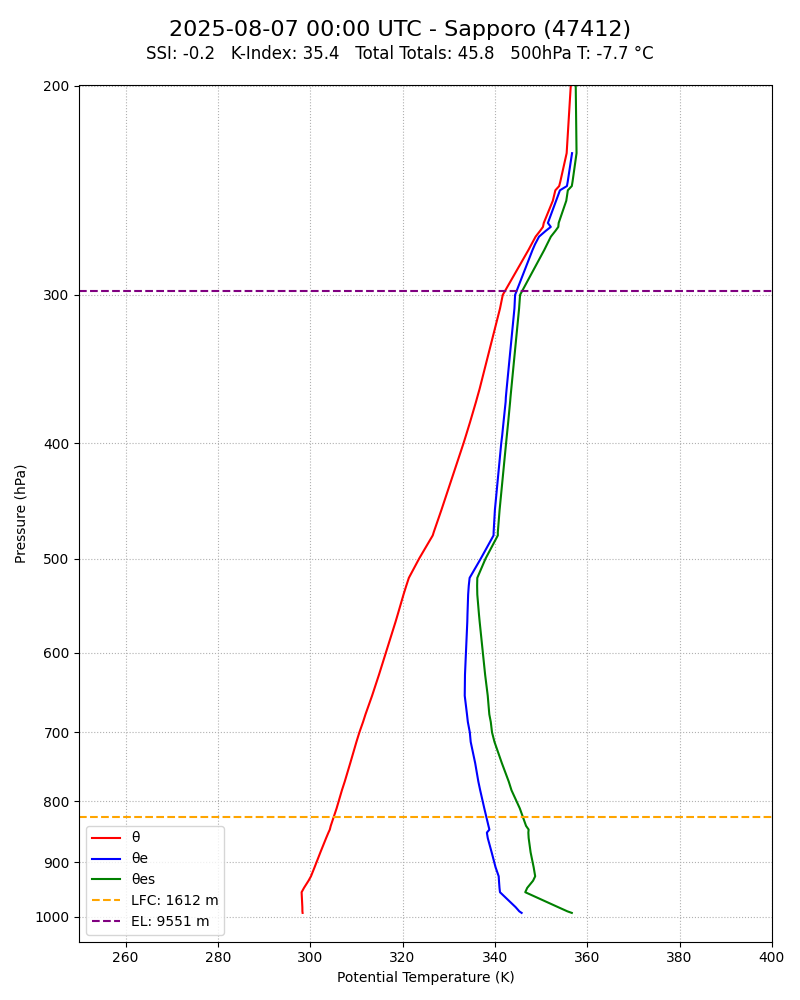 2025-08-07 00:00 UTC - Sapporo (47412)
SSI: -0.2 K-Index: 35.4 Total Totals: 45.8 500hPa T: -7.7 °C
200
300
400
500
600
700
800
900
1000
Pressure (hPa)
θ
θe
θes
LFC: 1612 m
EL: 9551 m
260 280 300 320 340 360 380 400
Potential Temperature (K)